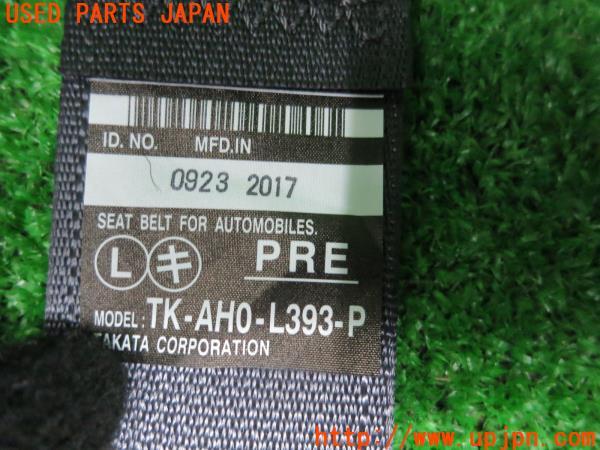 USED PARTS JAPAN
ID. NO. MFD.IN
0923 2017
SEAT BELT FOR AUTOMOBILES.
L キ PRE
MODEL: TK-AH0-L393-P
TAKATA CORPORATION
http://www.upjpn.com